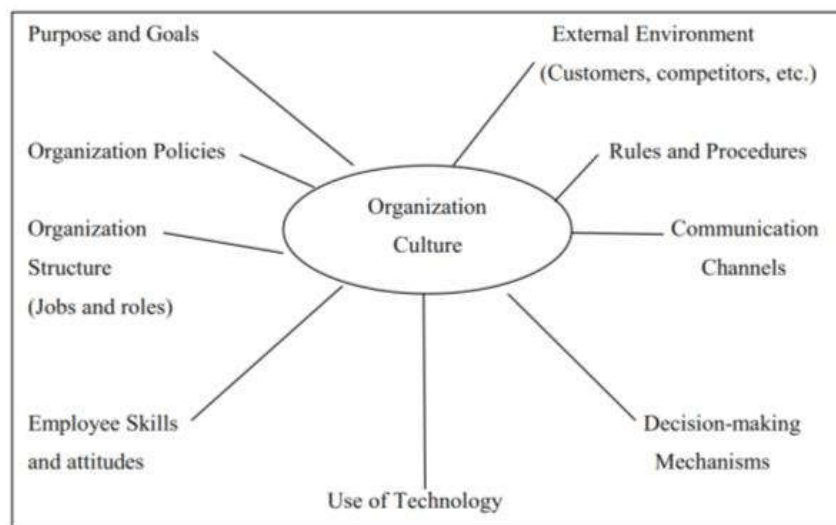 Purpose and Goals
External Environment
(Customers, competitors, etc.)
Organization Policies
Rules and Procedures
Organization
Culture
Organization
Structure
(Jobs and roles)
Communication
Channels
Employee Skills
and attitudes
Decision-making
Mechanisms
Use of Technology